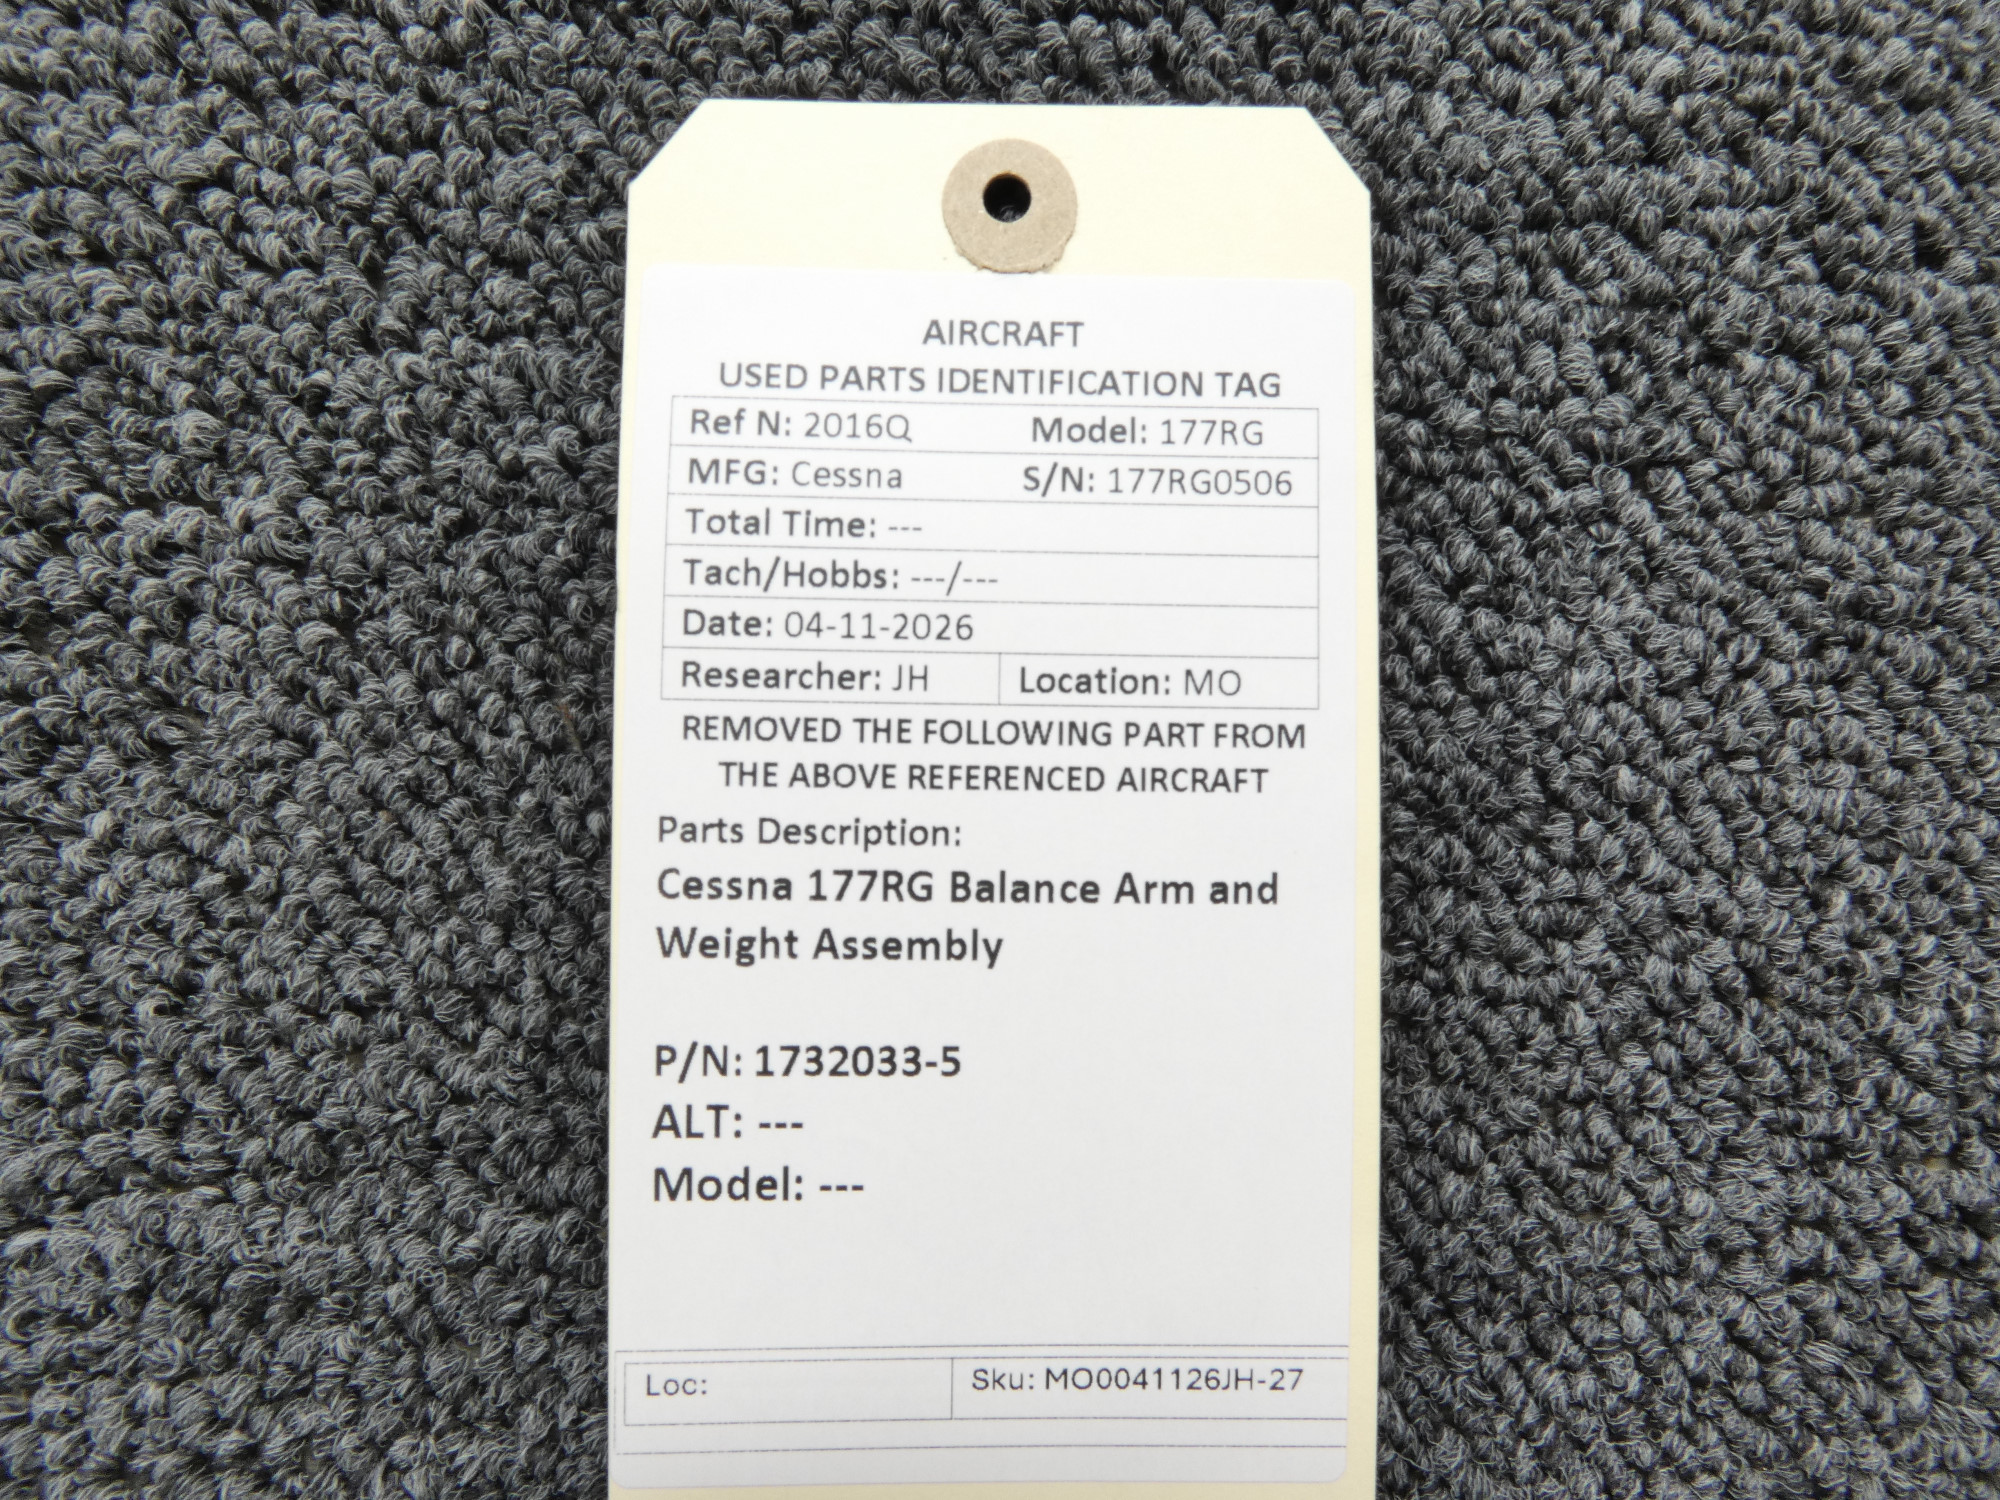 AIRCRAFT
USED PARTS IDENTIFICATION TAG
Ref N: 2016Q Model: 177RG
MFG: Cessna S/N: 177RG0506
Total Time: ---
Tach/Hobbs: ---/---
Date: 04-11-2026
Researcher: JH Location: MO
REMOVED THE FOLLOWING PART FROM
THE ABOVE REFERENCED AIRCRAFT
Parts Description:
Cessna 177RG Balance Arm and
Weight Assembly
P/N: 1732033-5
ALT: ---
Model: ---
Loc: Sku: MO0041126JH-27